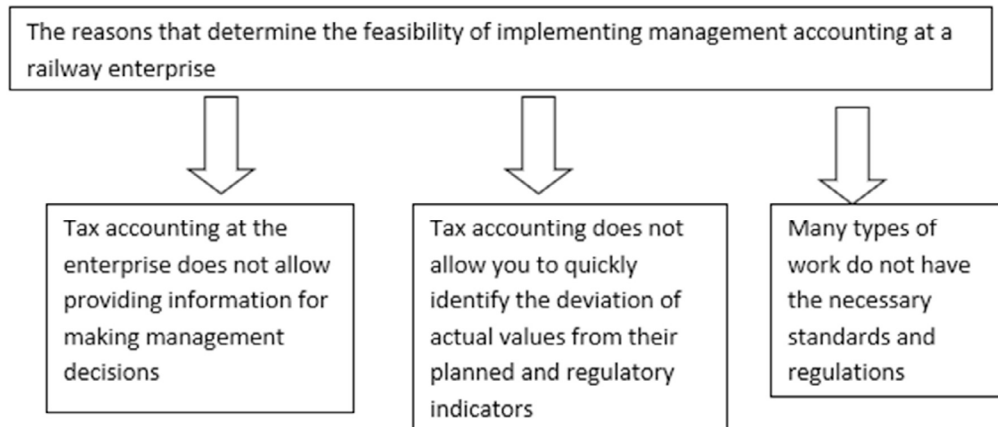 The reasons that determine the feasibility of implementing management accounting at a
railway enterprise
Tax accounting at the
enterprise does not allow
providing information for
making management
decisions
Tax accounting does not
allow you to quickly
identify the deviation of
actual values from their
planned and regulatory
indicators
Many types of
work do not have
the necessary
standards and
regulations